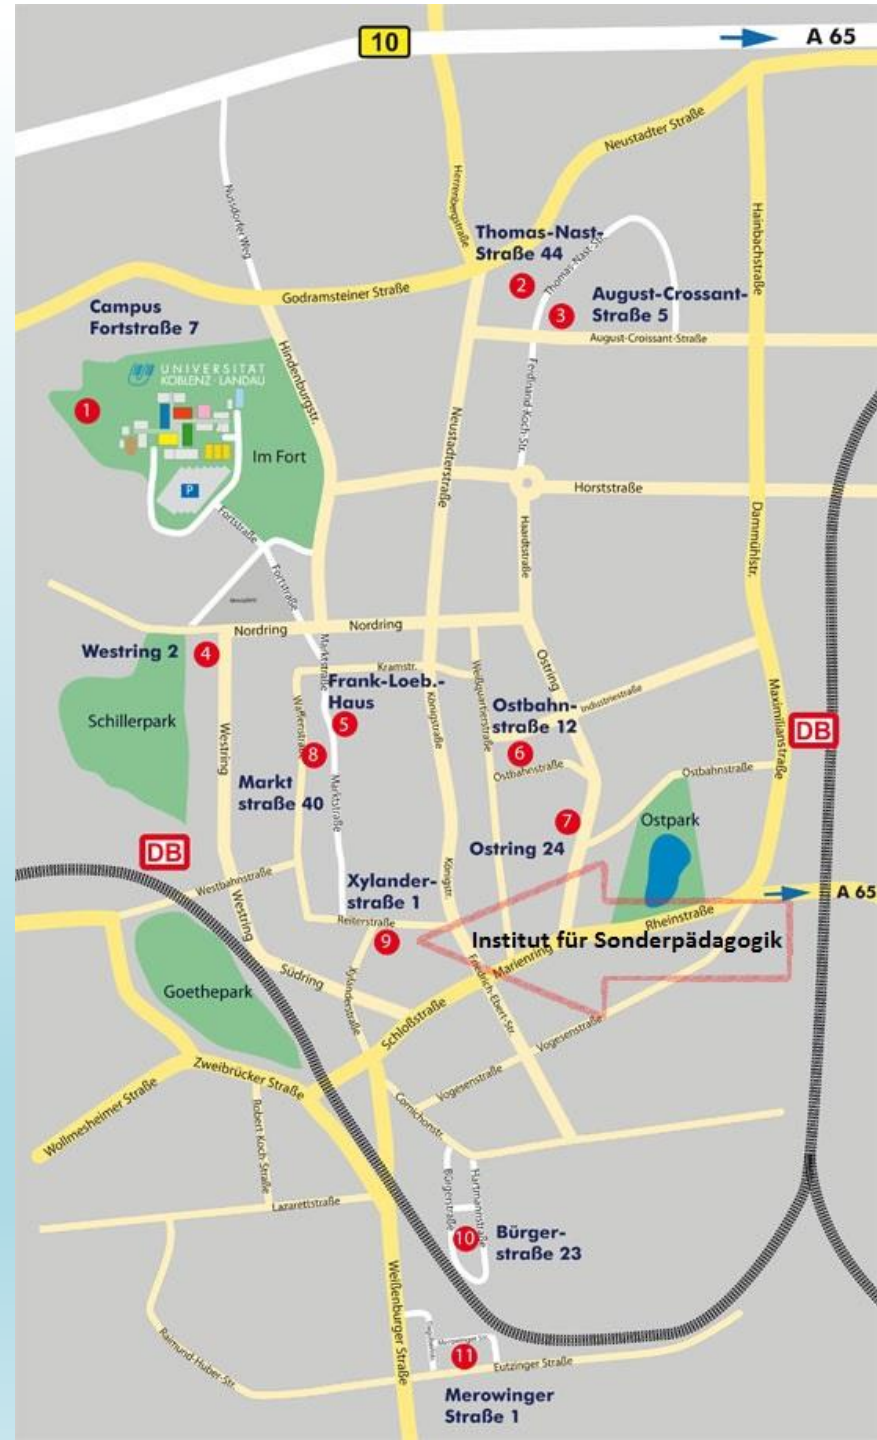 10
A 65
Neustadter Straße
Herrenbergstraße
Nussdorfer Weg
Hainbachstraße
Thomas-Nast-
Straße 44
2
Thomas-Nast-Str.
Godramsteiner Straße
August-Crossant-
Straße 5
3
August-Croissant-Straße
Campus
Fortstraße 7
UNIVERSITÄT
KOBLENZ · LANDAU
1
Hindenburgstr.
Ferdinand-Koch-Str.
Neustadterstraße
Im Fort
P
Horststraße
Fortstraße
Dammühlstr.
Haardtstraße
Fortstraße
Nordring
Nordring
Westring 2
4
Marktstraße
Ostring
Kramstr.
Weißquartierstraße
Frank-Loeb.-
Haus
5
Königstraße
Ostbahn-
straße 12
6
Industriestraße
Maximilianstraße
DB
Schillerpark
Westring
Waffenstraße
8
Markt
straße 40
Marktstraße
Ostbahnstraße
Ostbahnstraße
7
Ostring 24
Ostpark
DB
Westbahnstraße
Xylander-
straße 1
Königstr.
A 65
Westring
Reiterstraße
9
Rheinstraße
Institut für Sonderpädagogik
Marienring
Südring
Xylanderstraße
Friedrich-Ebert-Str.
Goethepark
Schloßstraße
Vogesenstraße
Vogesenstraße
Zweibrücker Straße
Wollmesheimer Straße
Cornichonstr.
Robert Koch Straße
Bürgerstraße
Hartmannstraße
Lazarettstraße
10
Bürger-
straße 23
Weißenburger Straße
Raimund-Huber-Str.
Merowinger Str.
11
Eutzinger Straße
Merowinger
Straße 1